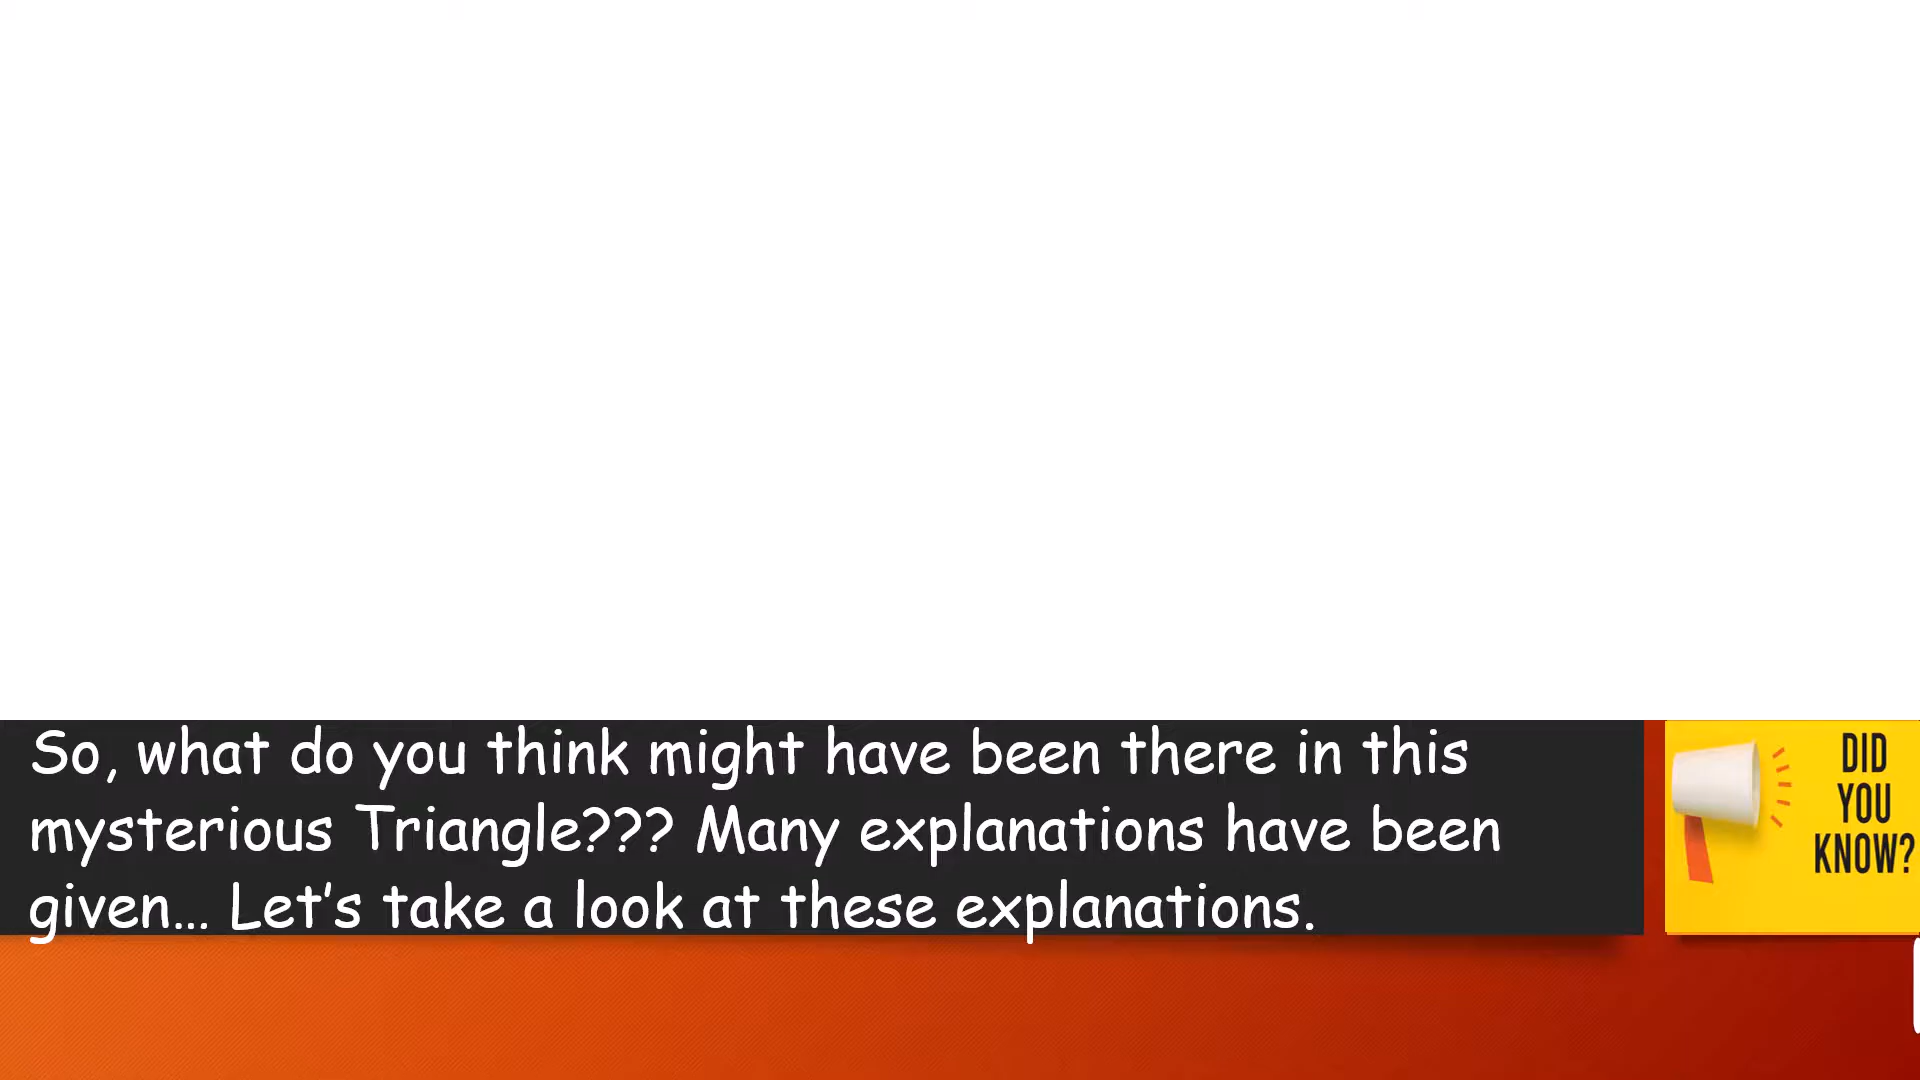 So, what do you think might have been there in this
mysterious Triangle??? Many explanations have been
given... Let's take a look at these explanations.
DID
YOU
KNOW?